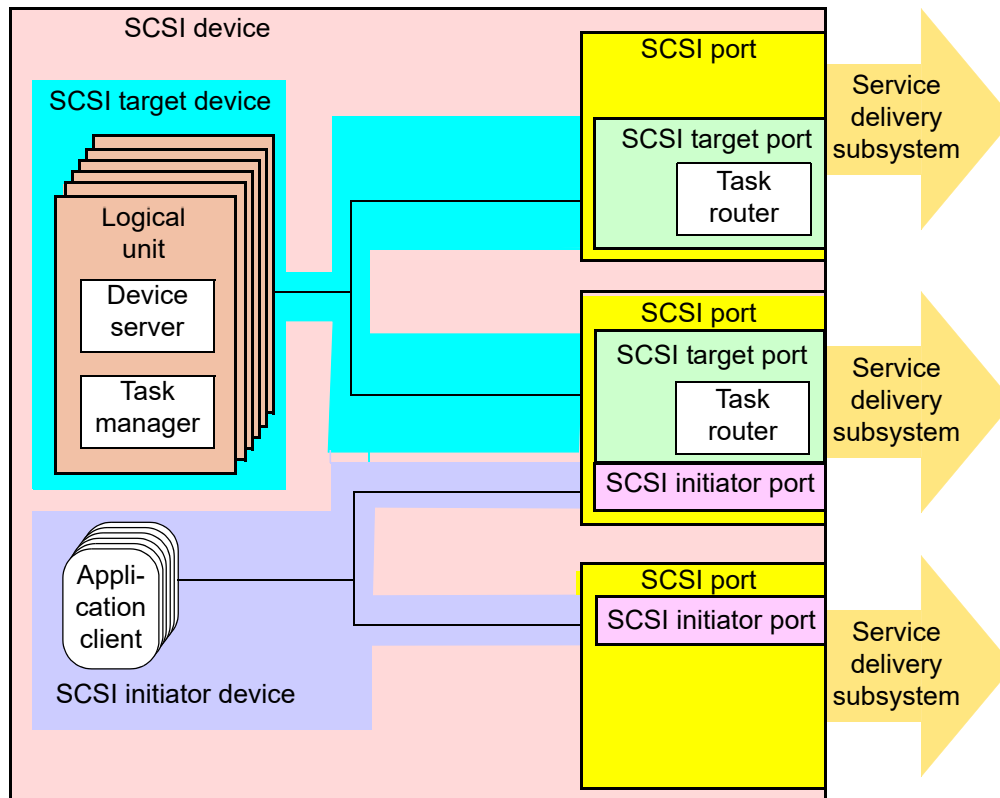 SCSI device
SCSI port
Service
delivery
subsystem
SCSI target device
SCSI target port
Task
router
Logical
unit
Device
server
Task
manager
SCSI port
SCSI target port
Task
router
SCSI initiator port
Service
delivery
subsystem
Appli-
cation
client
SCSI initiator device
SCSI port
SCSI initiator port
Service
delivery
subsystem